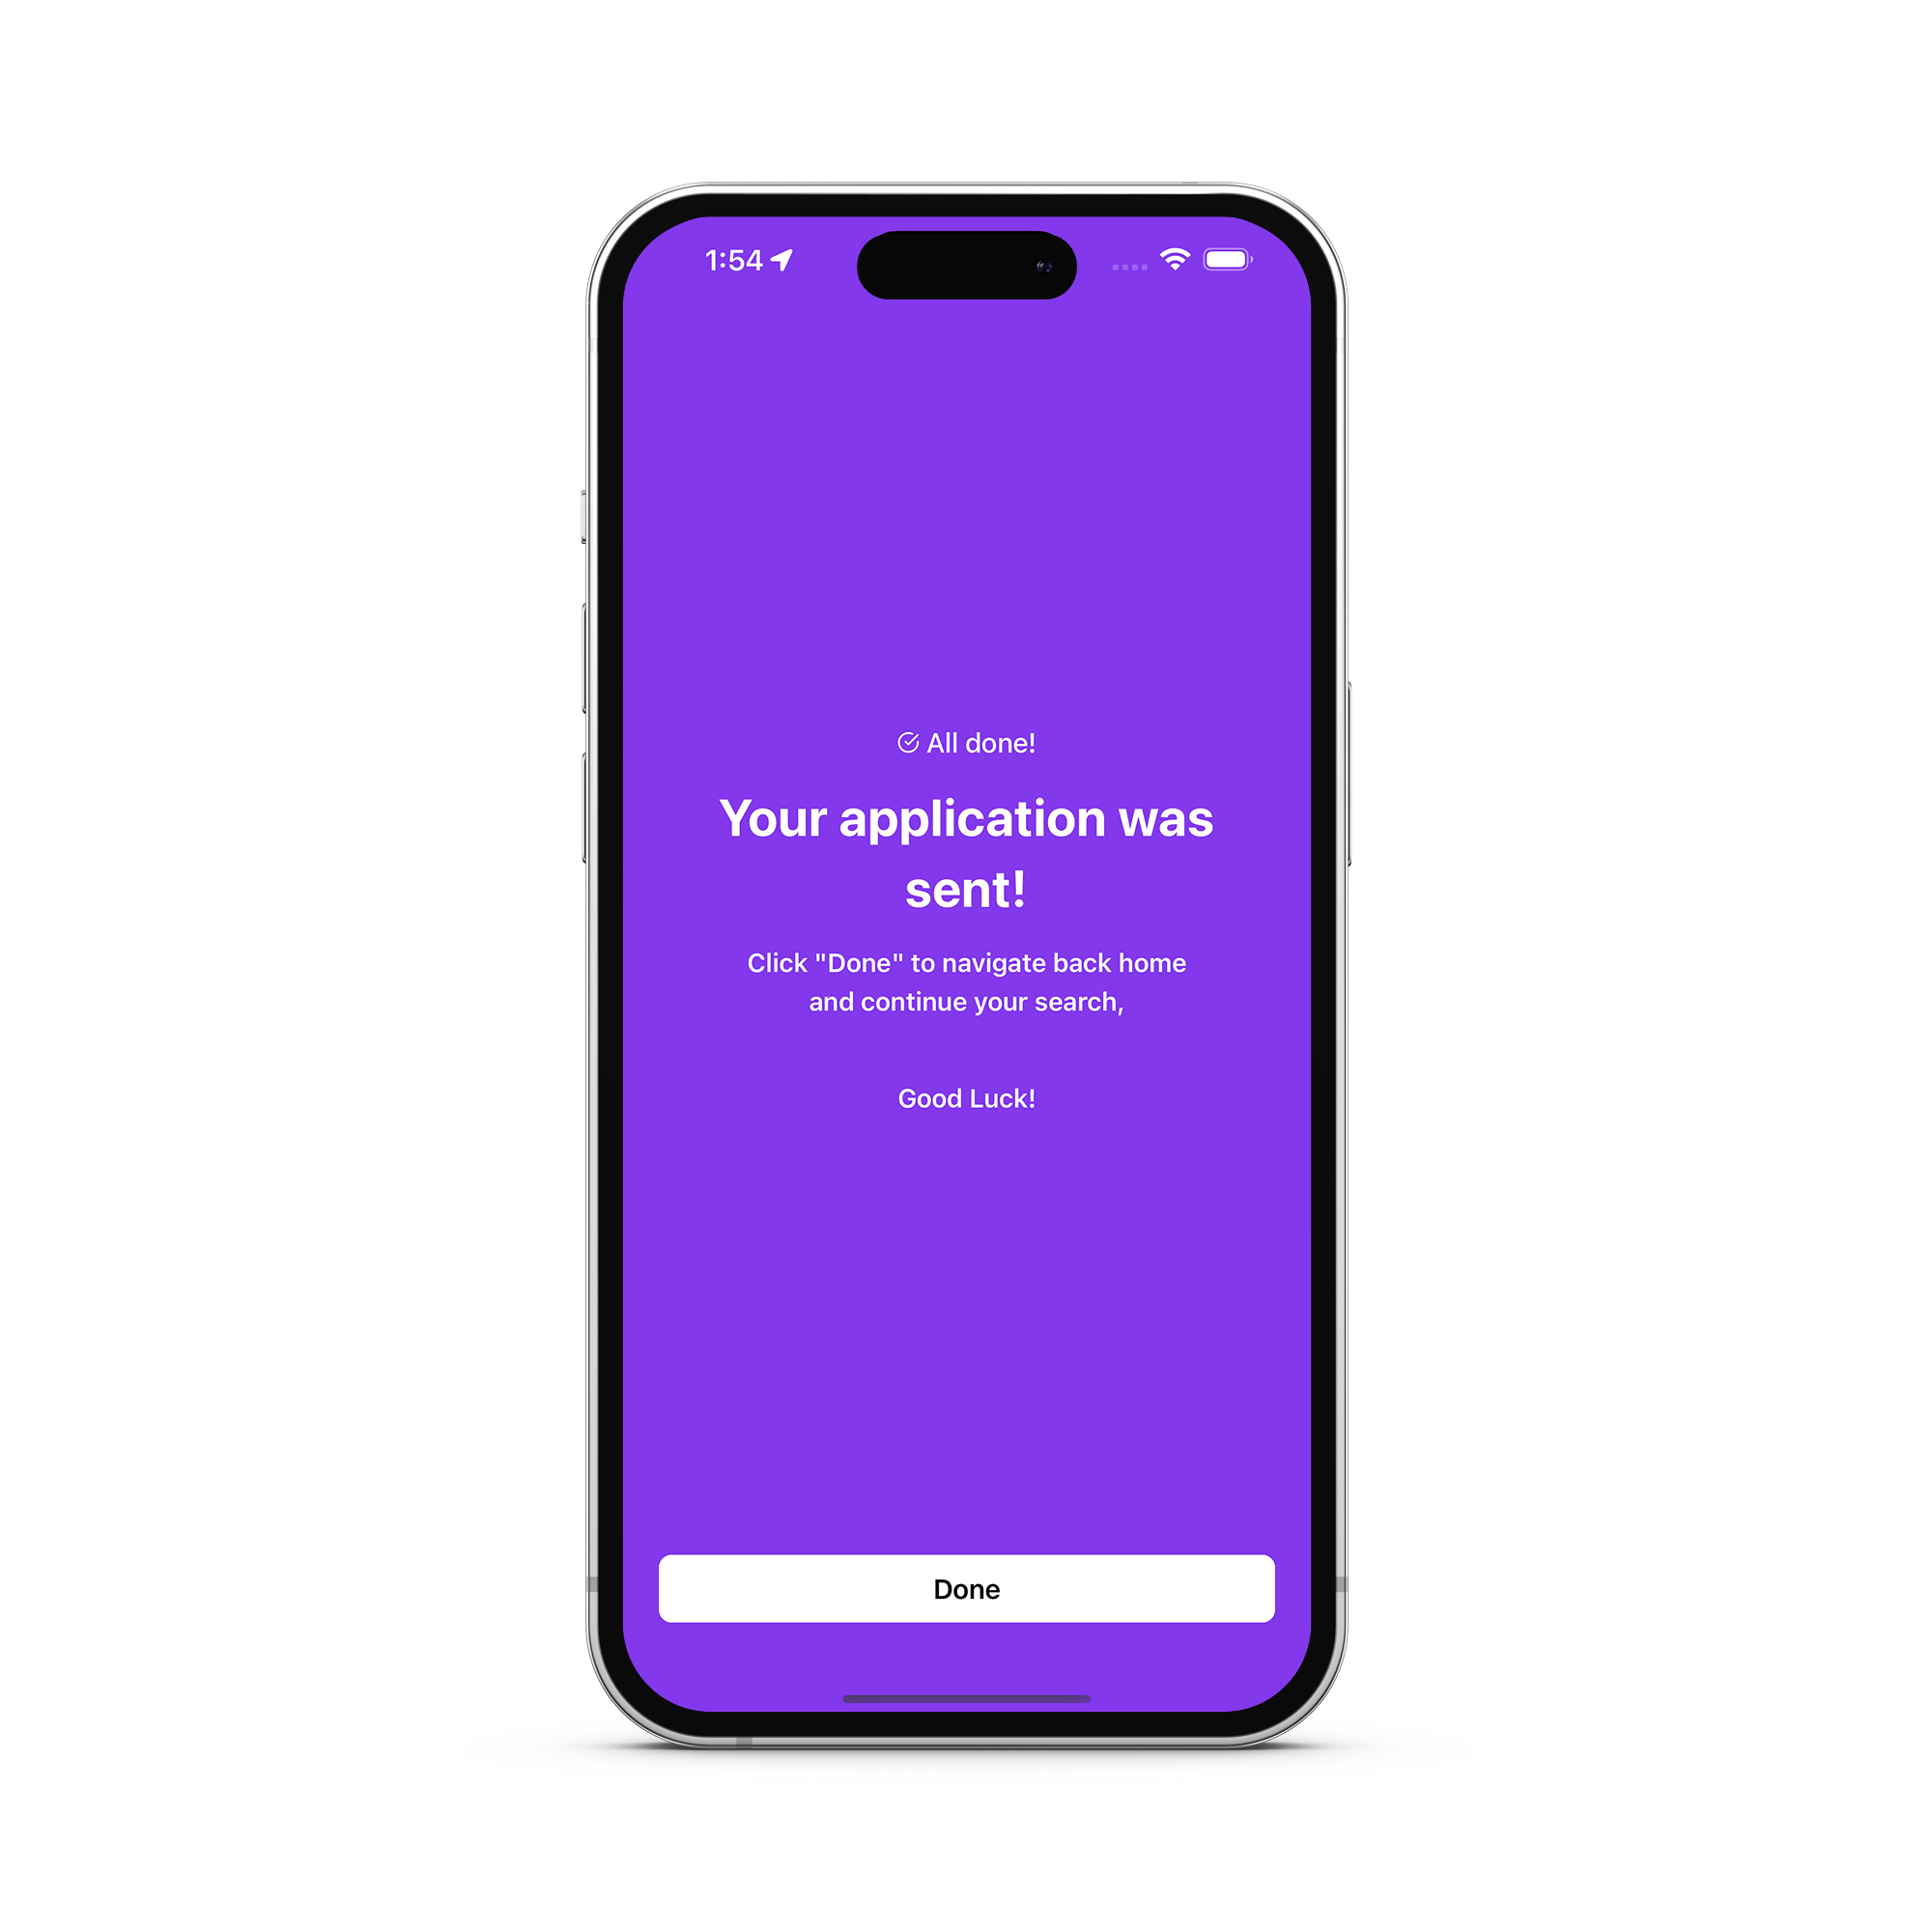 1:54
All done!
Your application was
sent!
Click "Done" to navigate back home
and continue your search,
Good Luck!
Done